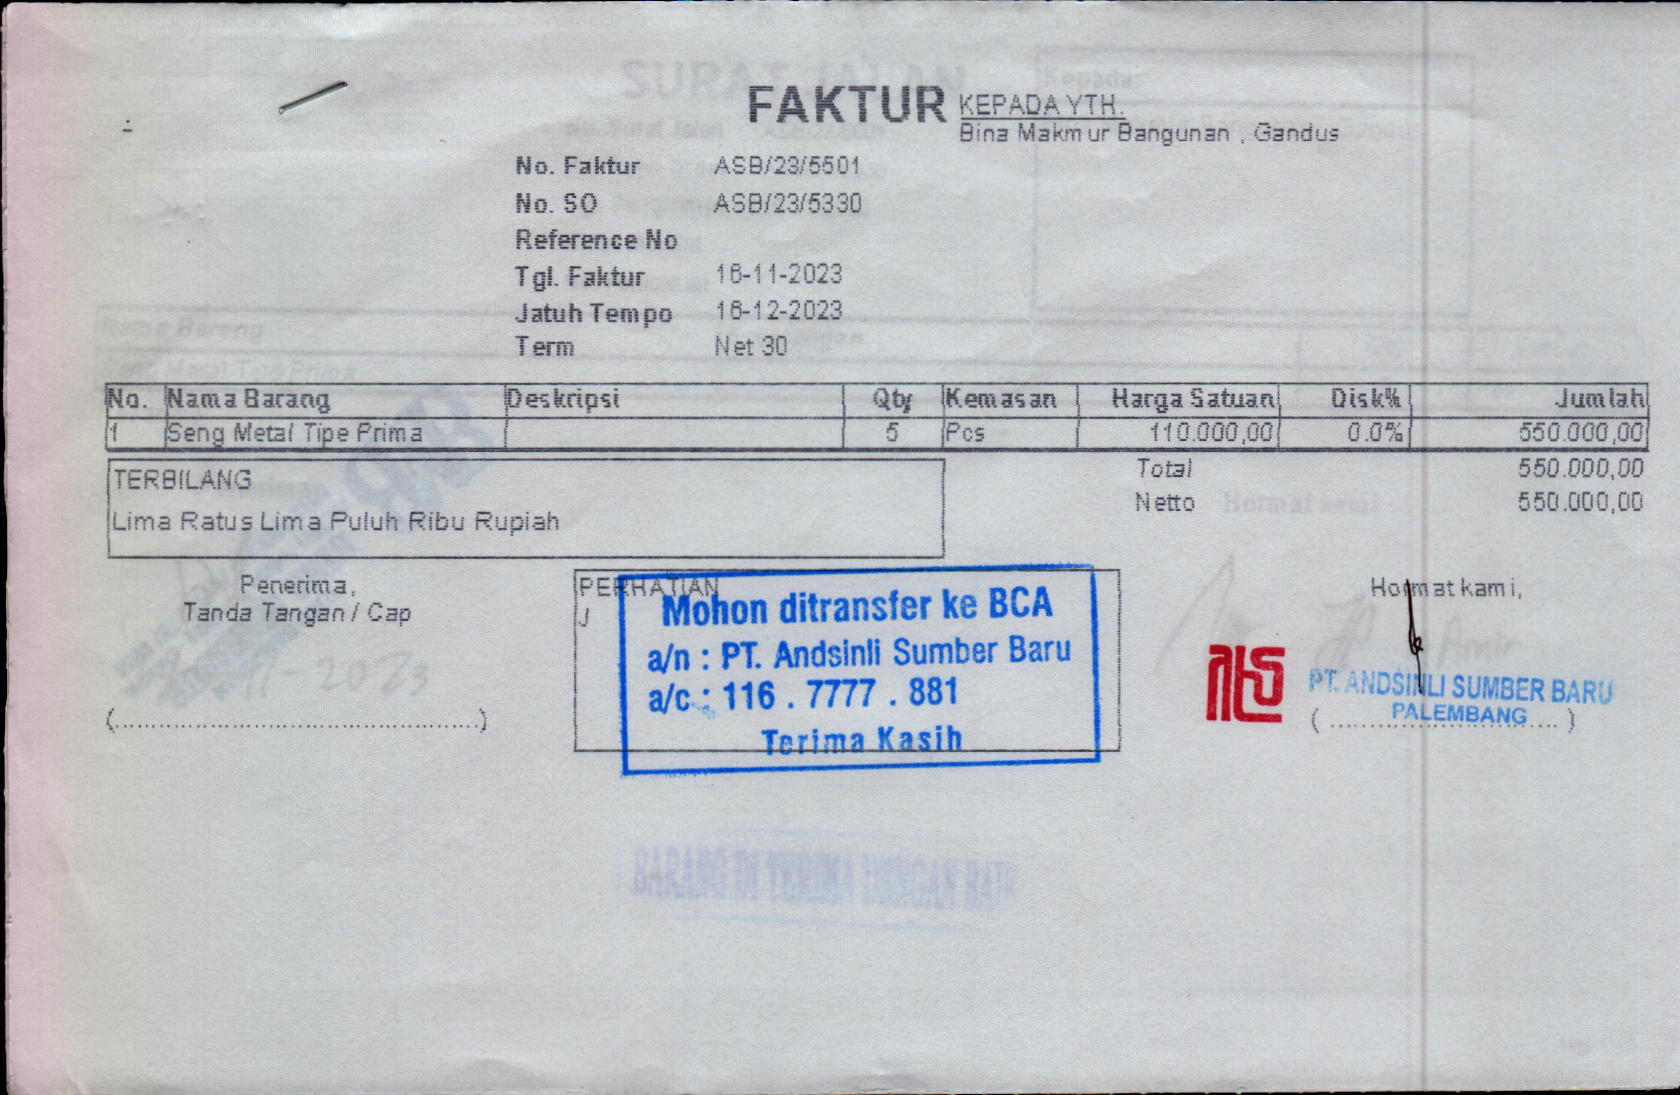 FAKTUR
KEPADA YTH.
Bina Makmur Bangunan , Gandus
No. Faktur ASB/23/5501
No. SO ASB/23/5330
Reference No
Tgl. Faktur 16-11-2023
Jatuh Tempo 16-12-2023
Term Net 30
No. Nama Barang Deskripsi Qty Kemasan Harga Satuan Disk% Jumlah
1 Seng Metal Tipe Prima 5 Pcs 110.000,00 0.0% 550.000,00
Total 550.000,00
Netto 550.000,00
TERBILANG
Lima Ratus Lima Puluh Ribu Rupiah
Penerima,
Tanda Tangan / Cap
(............................................)
PERHATIAN
J
Mohon ditransfer ke BCA
a/n : PT. Andsinli Sumber Baru
a/c : 116 . 7777 . 881
Terima Kasih
Hormat kami,
PT. ANDSINLI SUMBER BARU
PALEMBANG
(............................)